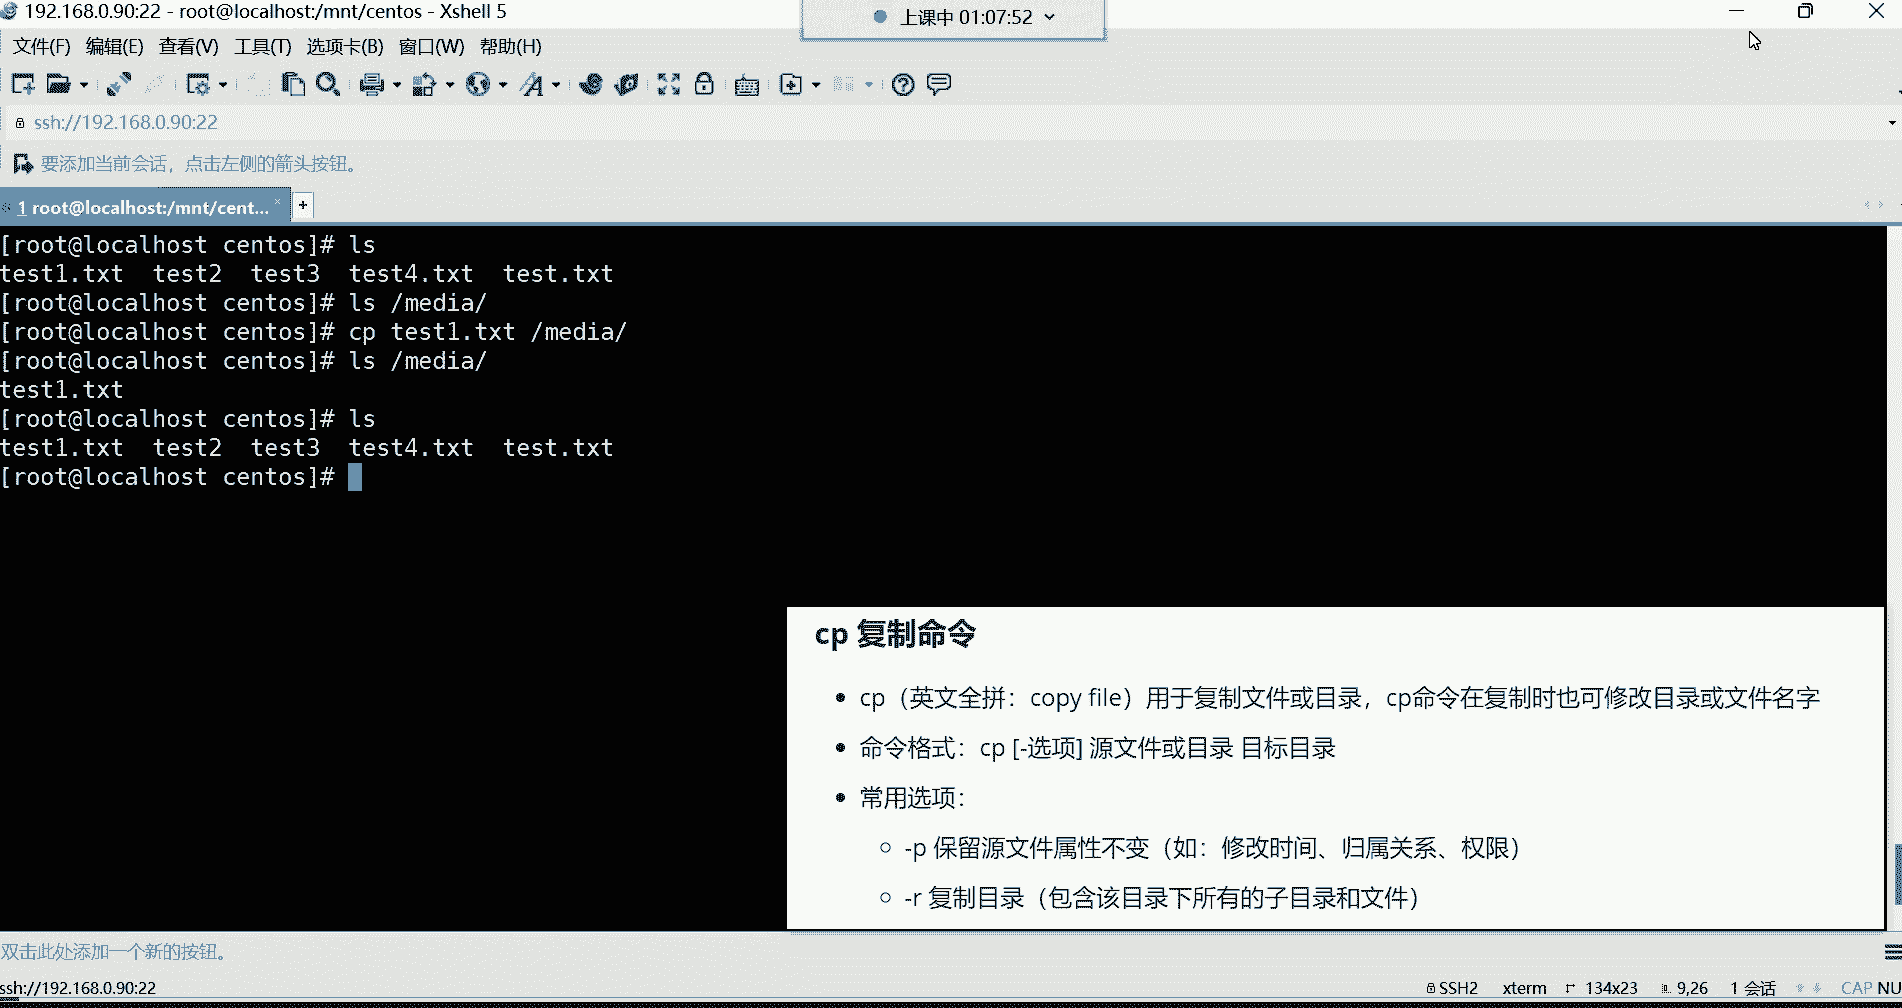 192.168.0.90:22 - root@localhost:/mnt/centos - Xshell 5
上课中 01:07:52
文件(F) 编辑(E) 查看(V) 工具(T) 选项卡(B) 窗口(W) 帮助(H)
ssh://192.168.0.90:22
要添加当前会话，点击左侧的箭头按钮。
1 root@localhost:/mnt/cent... × +
[root@localhost centos]# ls
test1.txt  test2  test3  test4.txt  test.txt
[root@localhost centos]# ls /media/
[root@localhost centos]# cp test1.txt /media/
[root@localhost centos]# ls /media/
test1.txt
[root@localhost centos]# ls
test1.txt  test2  test3  test4.txt  test.txt
[root@localhost centos]#
cp 复制命令
• cp（英文全拼：copy file）用于复制文件或目录，cp命令在复制时也可修改目录或文件名字
• 命令格式：cp [-选项] 源文件或目录 目标目录
• 常用选项：
○ -p 保留源文件属性不变（如：修改时间、归属关系、权限）
○ -r 复制目录（包含该目录下所有的子目录和文件）
双击此处添加一个新的按钮。
ssh://192.168.0.90:22 SSH2 xterm 134x23 9,26 1 会话 CAP NU